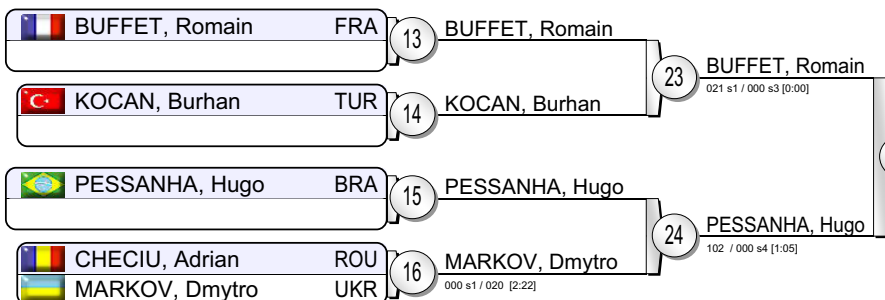 BUFFET, Romain FRA
13
BUFFET, Romain
KOCAN, Burhan TUR
14
KOCAN, Burhan
23
BUFFET, Romain
021 s1 / 000 s3 [0:00]
PESSANHA, Hugo BRA
15
PESSANHA, Hugo
CHECIU, Adrian ROU
MARKOV, Dmytro UKR
16
MARKOV, Dmytro
000 s1 / 020 [2:22]
24
PESSANHA, Hugo
102 / 000 s4 [1:05]